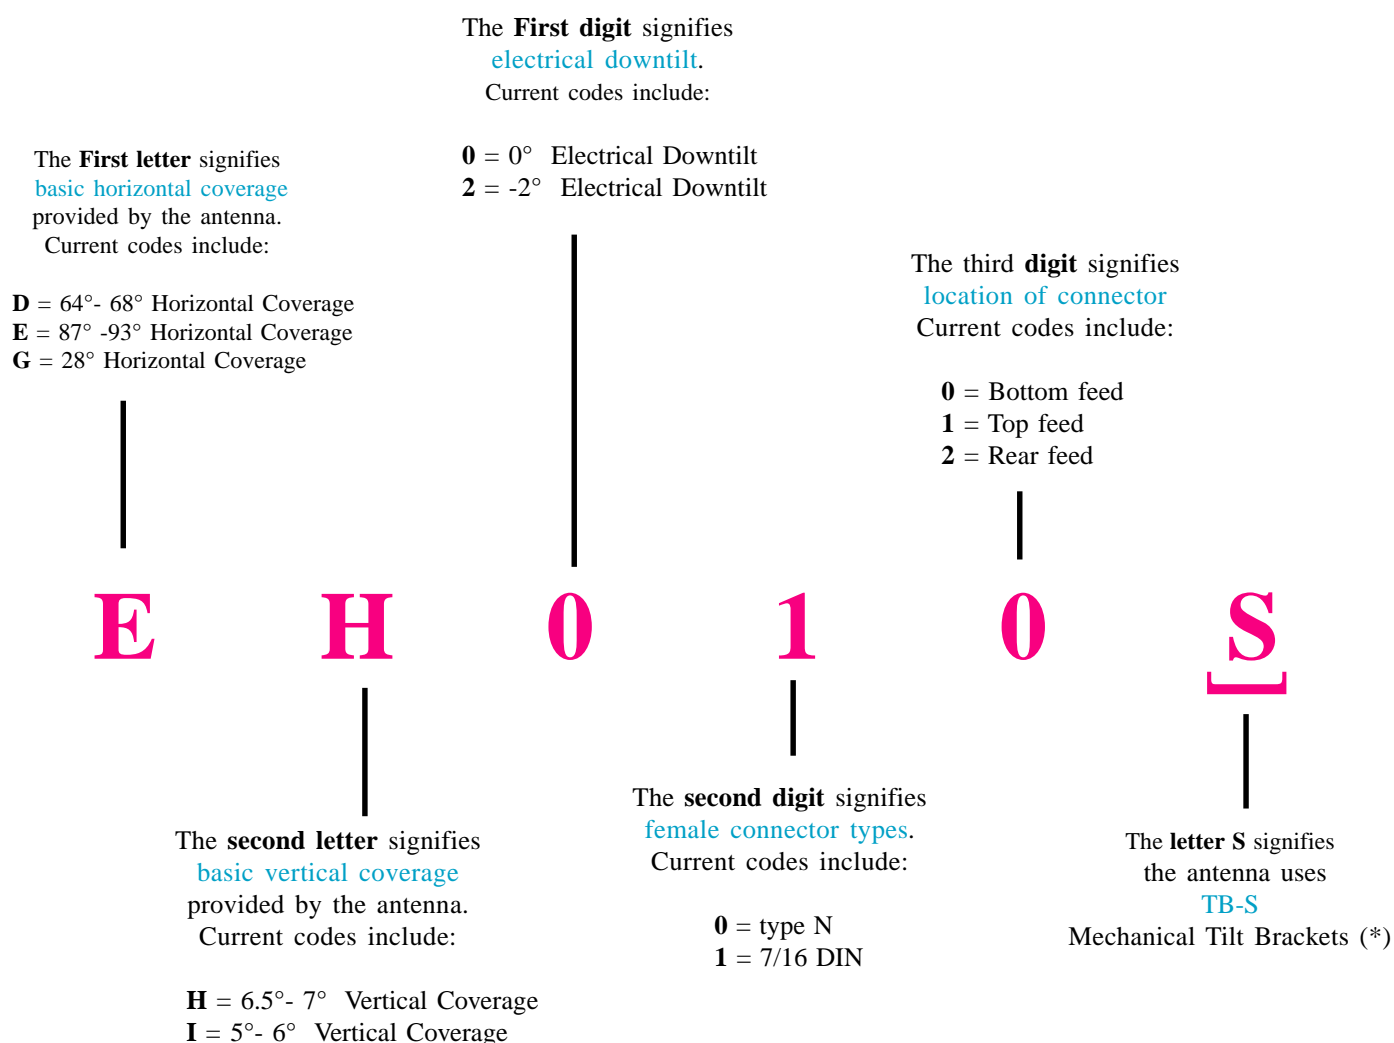 The First digit signifies
electrical downtilt.
Current codes include:
0 = 0° Electrical Downtilt
2 = -2° Electrical Downtilt
The First letter signifies
basic horizontal coverage
provided by the antenna.
Current codes include:
D = 64°- 68° Horizontal Coverage
E = 87° -93° Horizontal Coverage
G = 28° Horizontal Coverage
The third digit signifies
location of connector
Current codes include:
0 = Bottom feed
1 = Top feed
2 = Rear feed
E H 0 1 0 S
The second letter signifies
basic vertical coverage
provided by the antenna.
Current codes include:
H = 6.5°- 7° Vertical Coverage
I = 5°- 6° Vertical Coverage
The second digit signifies
female connector types.
Current codes include:
0 = type N
1 = 7/16 DIN
The letter S signifies
the antenna uses
TB-S
Mechanical Tilt Brackets (*)